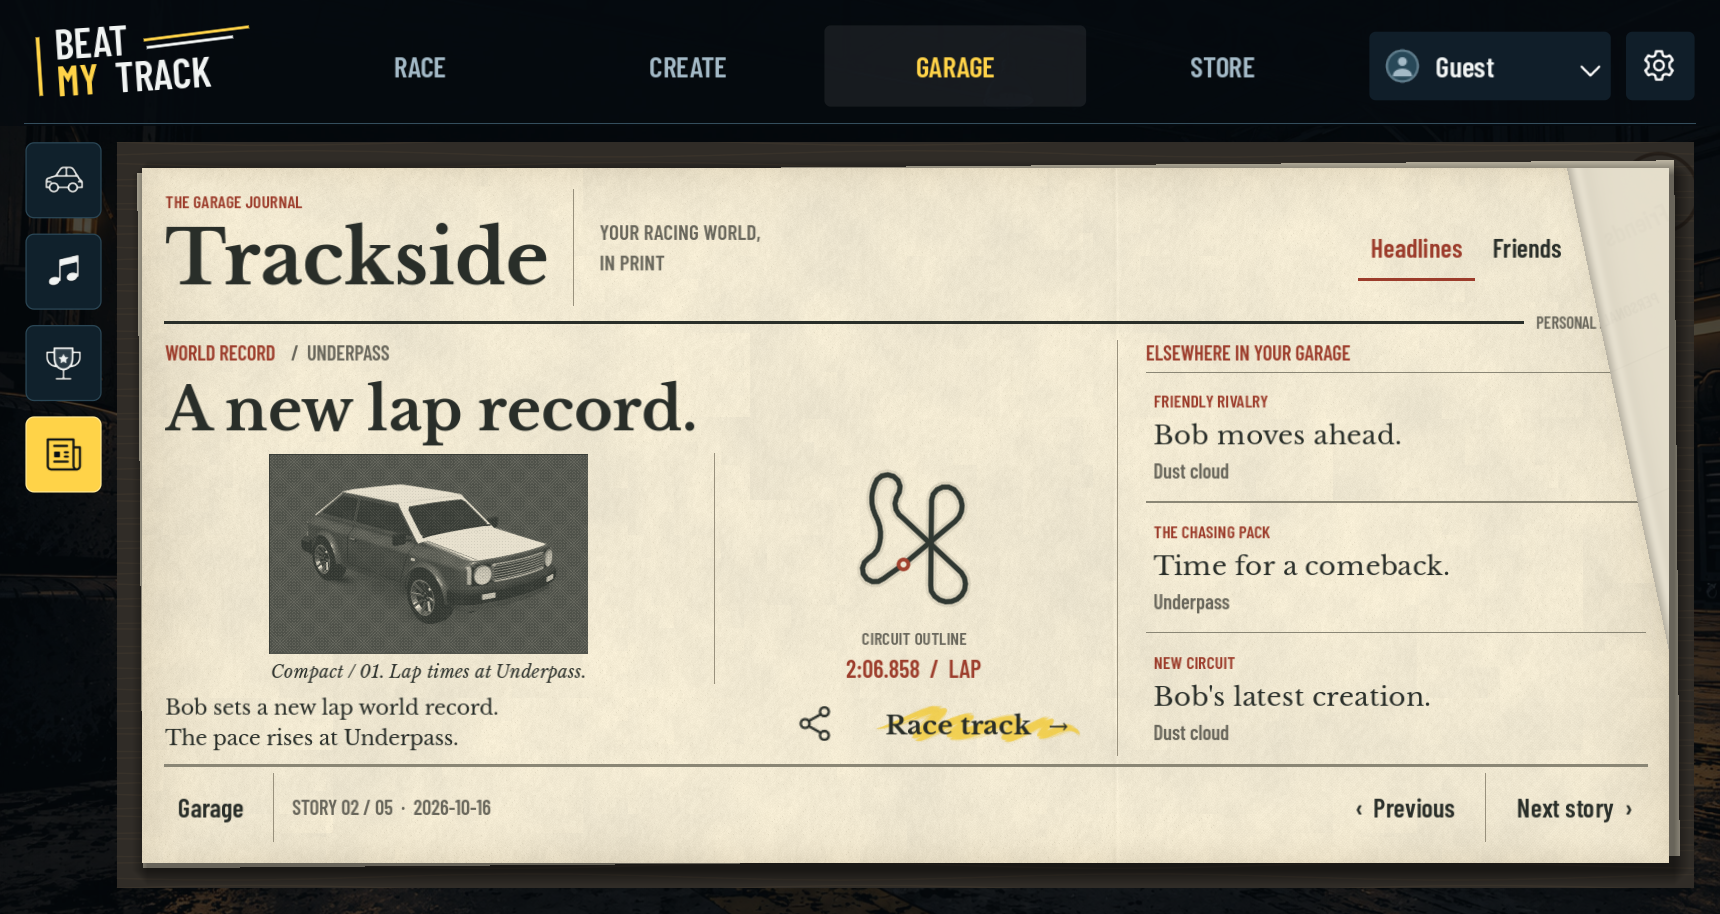 BEAT
MY TRACK
RACE
CREATE
GARAGE
STORE
Guest
THE GARAGE JOURNAL
Trackside
YOUR RACING WORLD,
IN PRINT
Headlines
Friends
PERSONAL
WORLD RECORD / UNDERPASS
A new lap record.
Compact / 01. Lap times at Underpass.
Bob sets a new lap world record.
The pace rises at Underpass.
CIRCUIT OUTLINE
2:06.858 / LAP
Race track →
ELSEWHERE IN YOUR GARAGE
FRIENDLY RIVALRY
Bob moves ahead.
Dust cloud
THE CHASING PACK
Time for a comeback.
Underpass
NEW CIRCUIT
Bob's latest creation.
Dust cloud
Garage
STORY 02 / 05 · 2026-10-16
‹ Previous
Next story ›